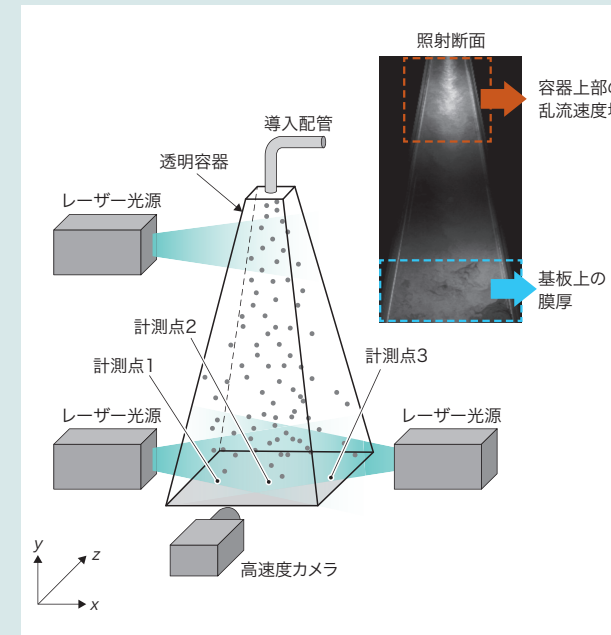 照射断面
容器上部の
乱流速度場
導入配管
透明容器
レーザー光源
基板上の
膜厚
計測点2
計測点1
計測点3
レーザー光源
レーザー光源
高速度カメラ
y
z
x